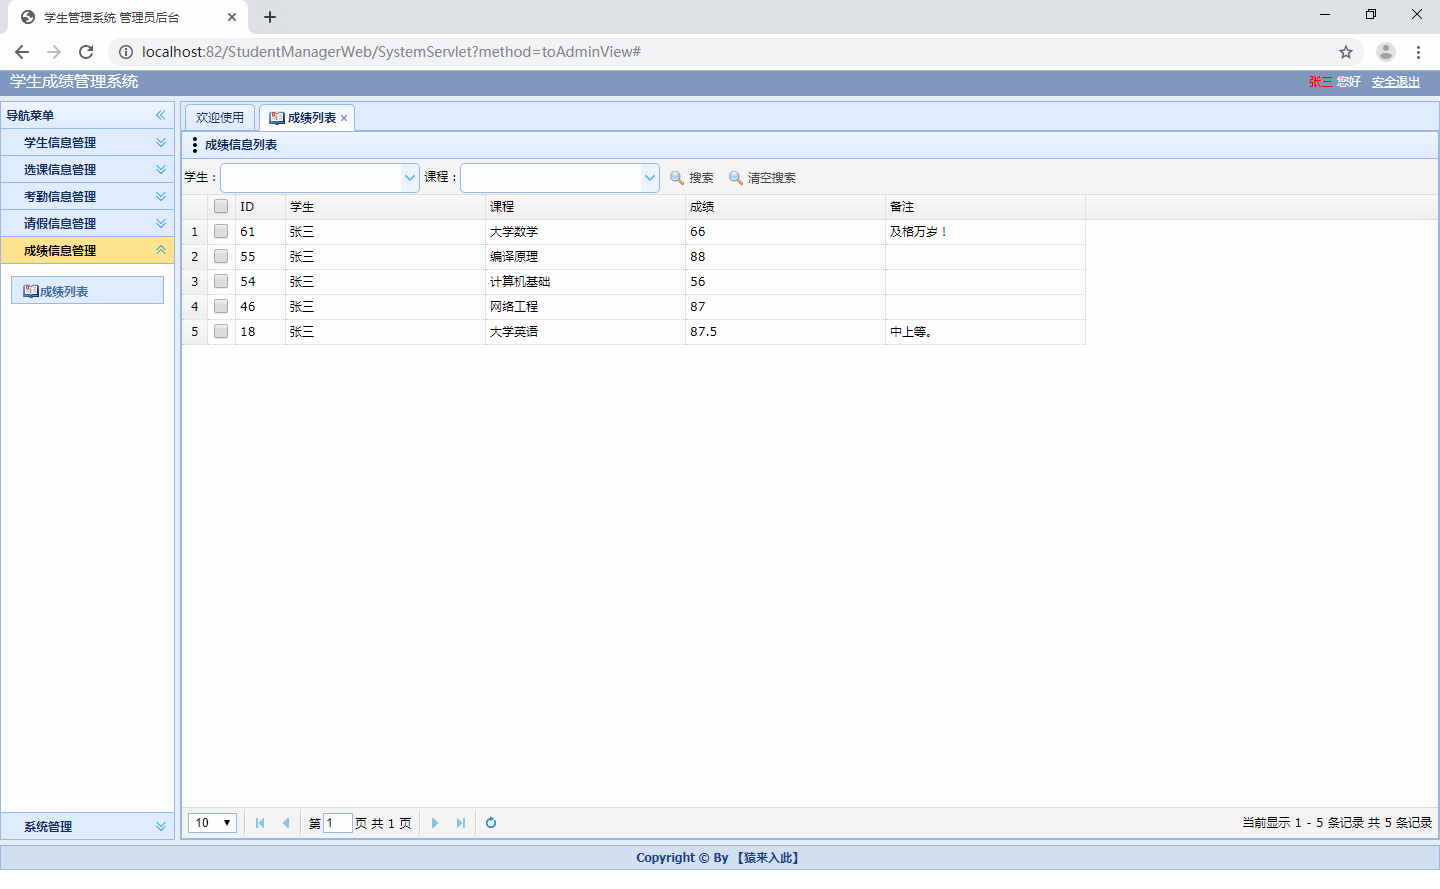 学生管理系统 管理员后台
localhost:82/StudentManagerWeb/SystemServlet?method=toAdminView#
学生成绩管理系统
张三 您好 安全退出
导航菜单
学生信息管理
选课信息管理
考勤信息管理
请假信息管理
成绩信息管理
成绩列表
系统管理
欢迎使用 成绩列表
成绩信息列表
学生： 课程： 搜索 清空搜索
ID 学生 课程 成绩 备注
1 61 张三 大学数学 66 及格万岁！
2 55 张三 编译原理 88
3 54 张三 计算机基础 56
4 46 张三 网络工程 87
5 18 张三 大学英语 87.5 中上等。
10 第 1 页 共 1 页 当前显示 1 - 5 条记录 共 5 条记录
Copyright © By 【猿来入此】